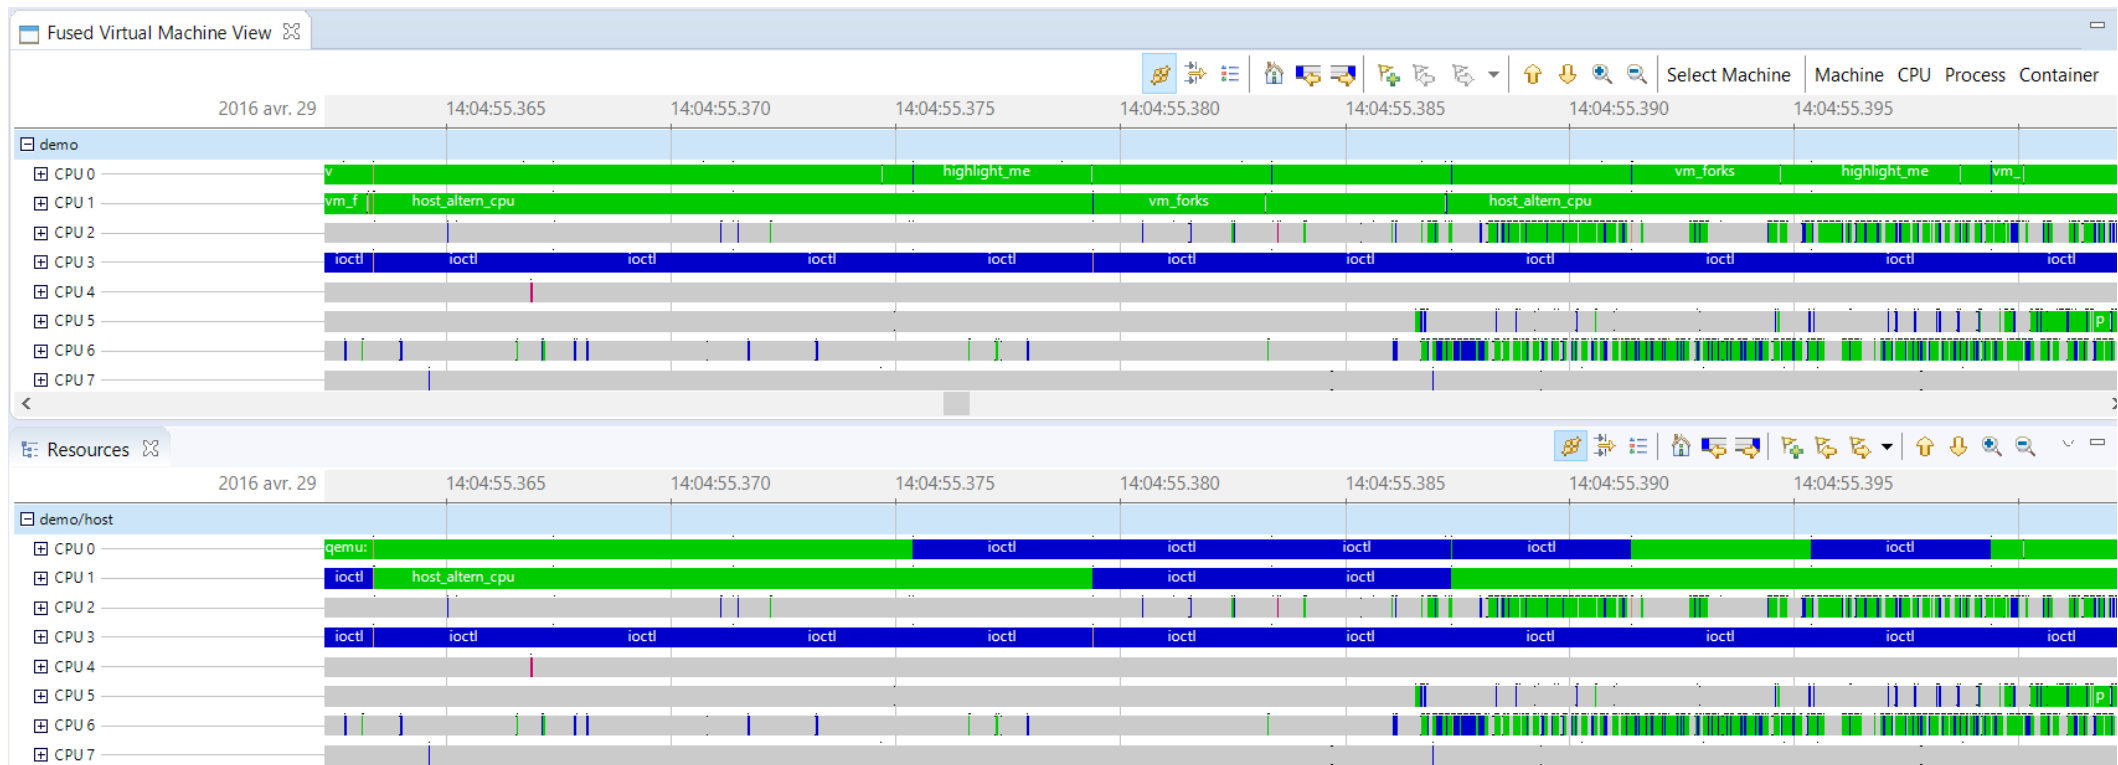 Fused Virtual Machine View
Select Machine Machine CPU Process Container
2016 avr. 29 14:04:55.365 14:04:55.370 14:04:55.375 14:04:55.380 14:04:55.385 14:04:55.390 14:04:55.395
demo
CPU 0 v highlight_me vm_forks highlight_me vm_
CPU 1 vm_f host_altern_cpu vm_forks host_altern_cpu
CPU 2
CPU 3 ioctl ioctl ioctl ioctl ioctl ioctl ioctl ioctl ioctl ioctl ioctl
CPU 4
CPU 5 p
CPU 6
CPU 7
Resources
2016 avr. 29 14:04:55.365 14:04:55.370 14:04:55.375 14:04:55.380 14:04:55.385 14:04:55.390 14:04:55.395
demo/host
CPU 0 qemu: ioctl ioctl ioctl ioctl ioctl
CPU 1 ioctl host_altern_cpu ioctl ioctl
CPU 2
CPU 3 ioctl ioctl ioctl ioctl ioctl ioctl ioctl ioctl ioctl ioctl ioctl
CPU 4
CPU 5 p
CPU 6
CPU 7